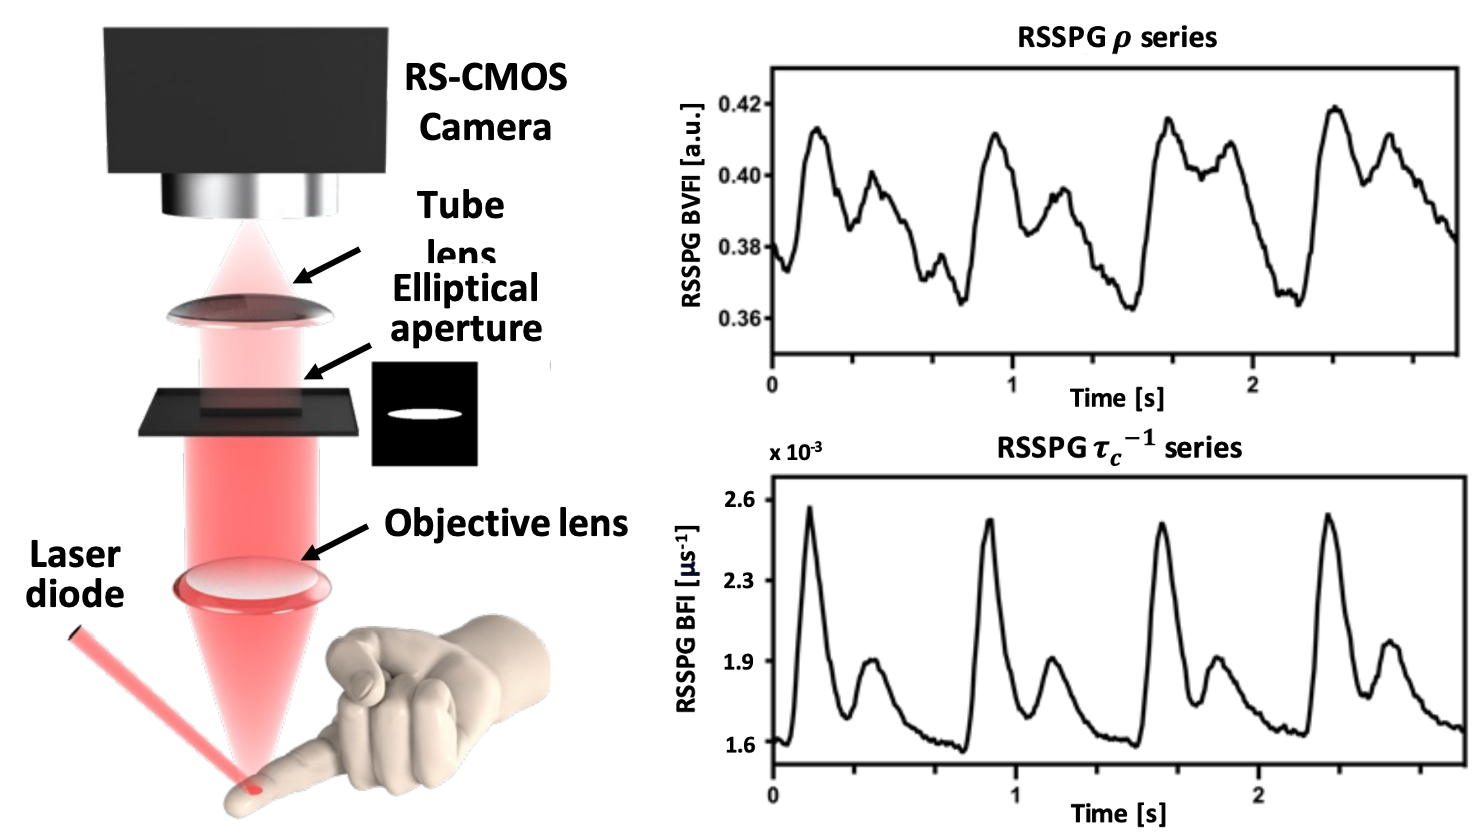 RS-CMOS
Camera
Tube
lens
Elliptical
aperture
Objective lens
Laser
diode
RSSPG ρ series
RSSPG BVFI [a.u.]
0.42
0.40
0.38
0.36
0
1
2
Time [s]
RSSPG τc⁻¹ series
x 10⁻³
RSSPG BFI [µs⁻¹]
2.6
2.3
1.9
1.6
0
1
2
Time [s]